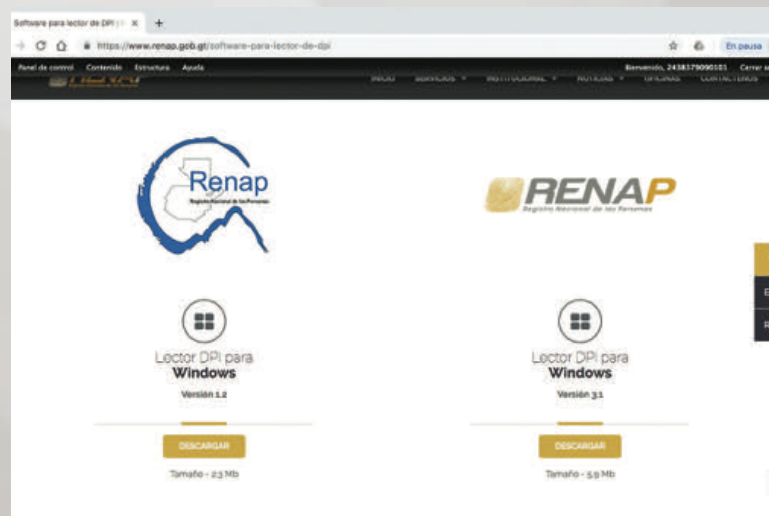 Software para lector de DPI
https://www.renap.gob.gt/software-para-lector-de-dpi
En pausa
Panel de control Contenido Estructura Ayuda
Bienvenido, 2438379090101 Cerrar
RENAP
INICIO SERVICIOS INSTITUCIONAL NOTICIAS OFICINAS CONTÁCTENOS
Renap
Registro Nacional de las Personas
RENAP
Registro Nacional de las Personas
Lector DPI para
Windows
Versión 1.2
DESCARGAR
Tamaño - 2.3 Mb
Lector DPI para
Windows
Versión 3.1
DESCARGAR
Tamaño - 5.9 Mb